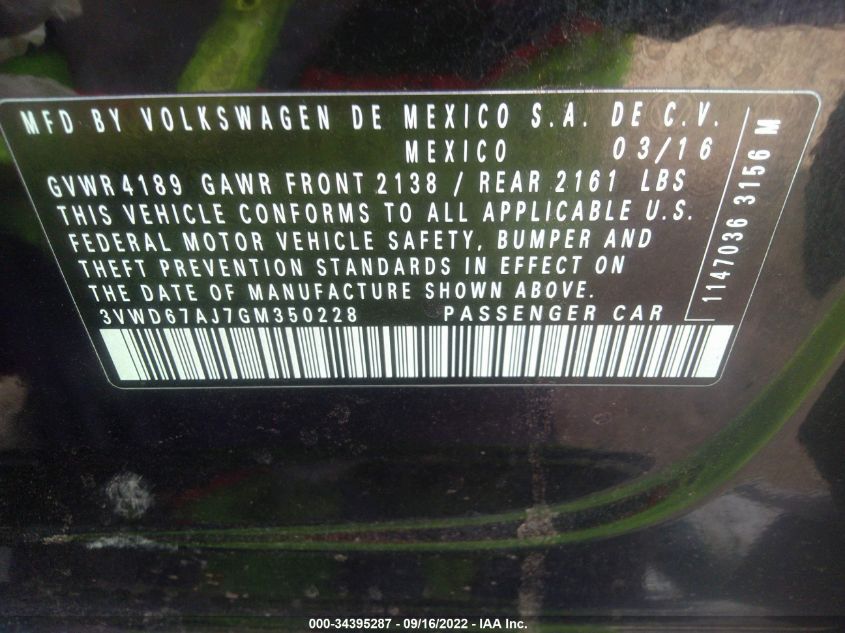 MFD BY VOLKSWAGEN DE MEXICO S.A. DE C.V.
MEXICO 03/16
GVWR 4189 GAWR FRONT 2138 / REAR 2161 LBS
THIS VEHICLE CONFORMS TO ALL APPLICABLE U.S.
FEDERAL MOTOR VEHICLE SAFETY, BUMPER AND
THEFT PREVENTION STANDARDS IN EFFECT ON
THE DATE OF MANUFACTURE SHOWN ABOVE.
3VWD67AJ7GM350228 PASSENGER CAR
1147036 3156 M
000-34395287 - 09/16/2022 - IAA Inc.